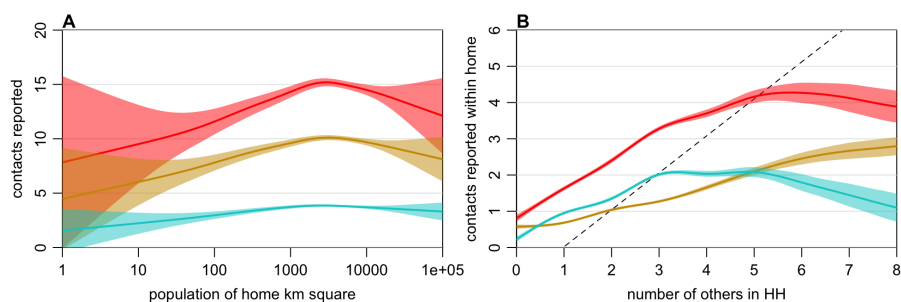 A
contacts reported
20
15
10
5
0
1 10 100 1000 10000 1e+05
population of home km square
B
contacts reported within home
6
5
4
3
2
1
0
0 1 2 3 4 5 6 7 8
number of others in HH